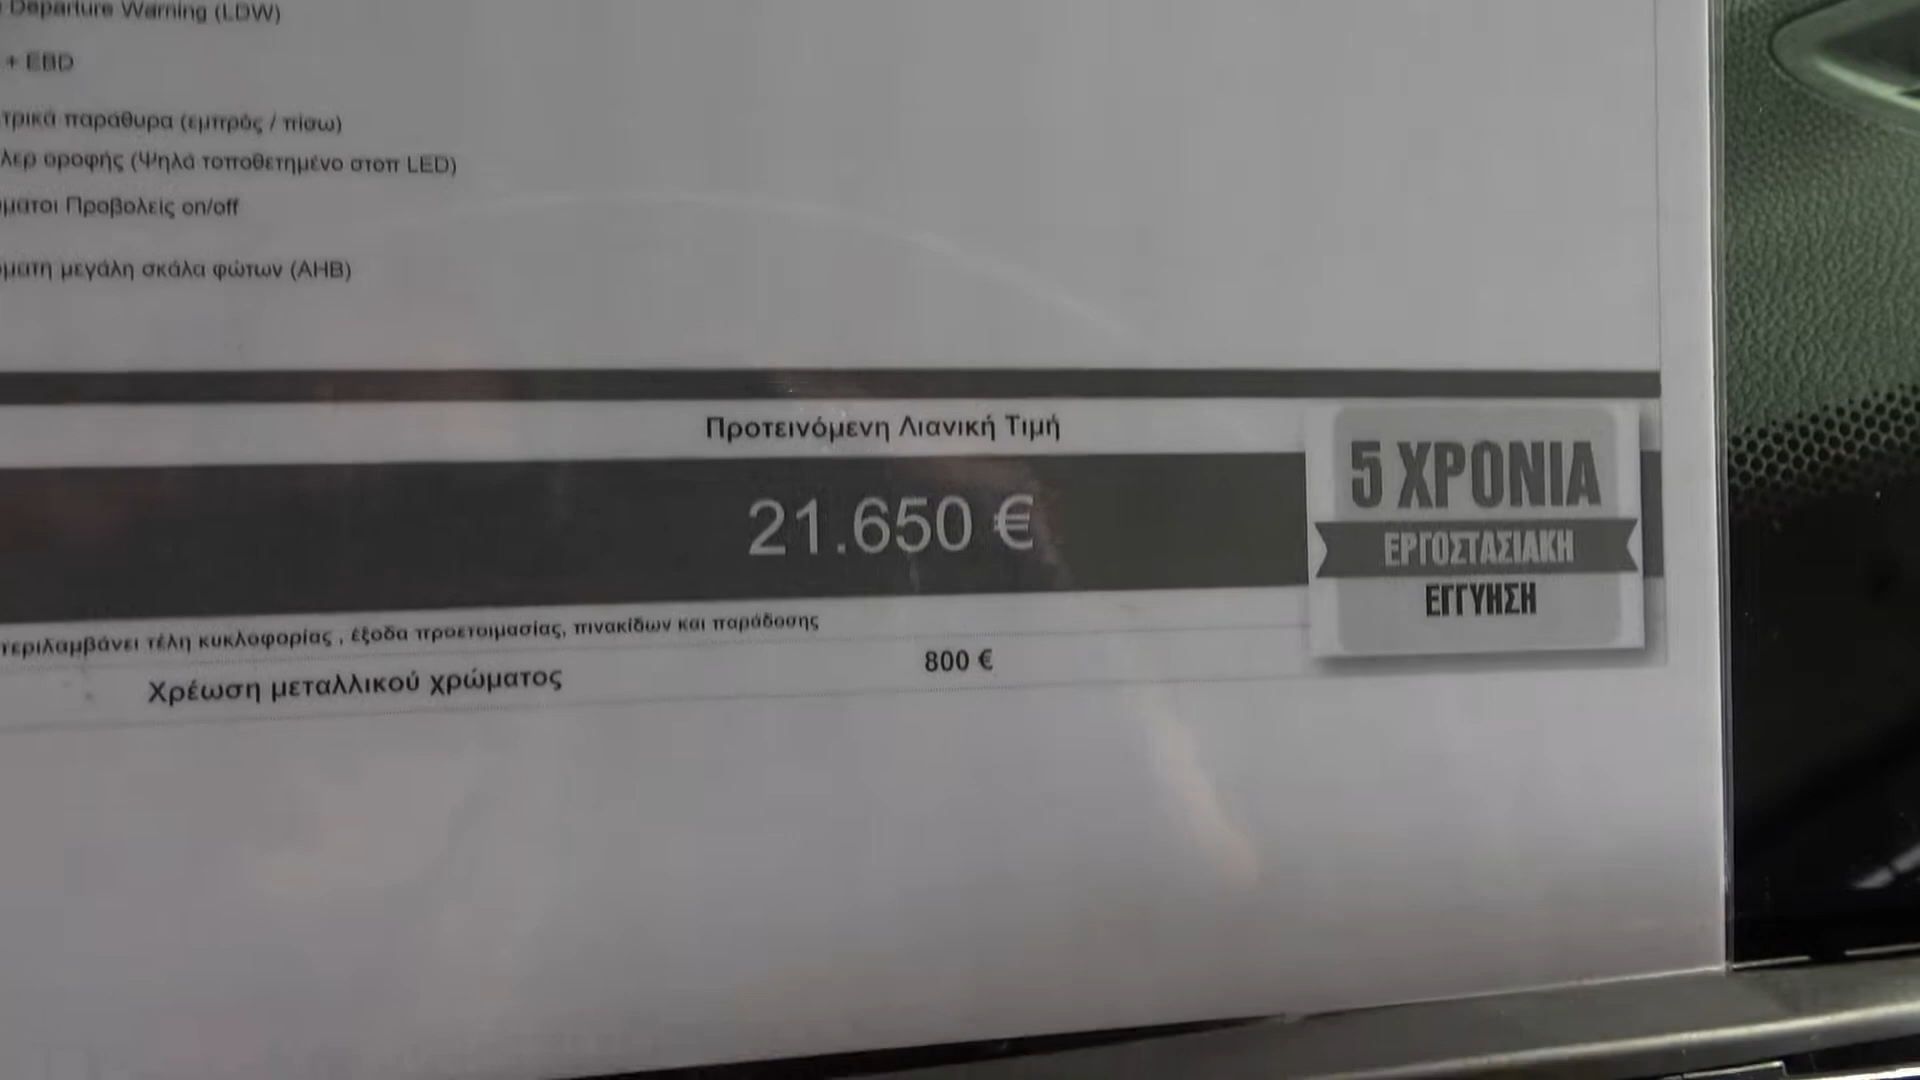 Departure Warning (LDW)
+ EBD
τρικά παράθυρα (εμπρός / πίσω)
λερ οροφής (Ψηλά τοποθετημένο στοπ LED)
ματοι Προβολείς on/off
ματη μεγάλη σκάλα φώτων (AHB)
Προτεινόμενη Λιανική Τιμή
21.650 €
5 ΧΡΟΝΙΑ
ΕΡΓΟΣΤΑΣΙΑΚΗ
ΕΓΓΥΗΣΗ
περιλαμβάνει τέλη κυκλοφορίας , έξοδα προετοιμασίας, πινακίδων και παράδοσης
Χρέωση μεταλλικού χρώματος 800 €